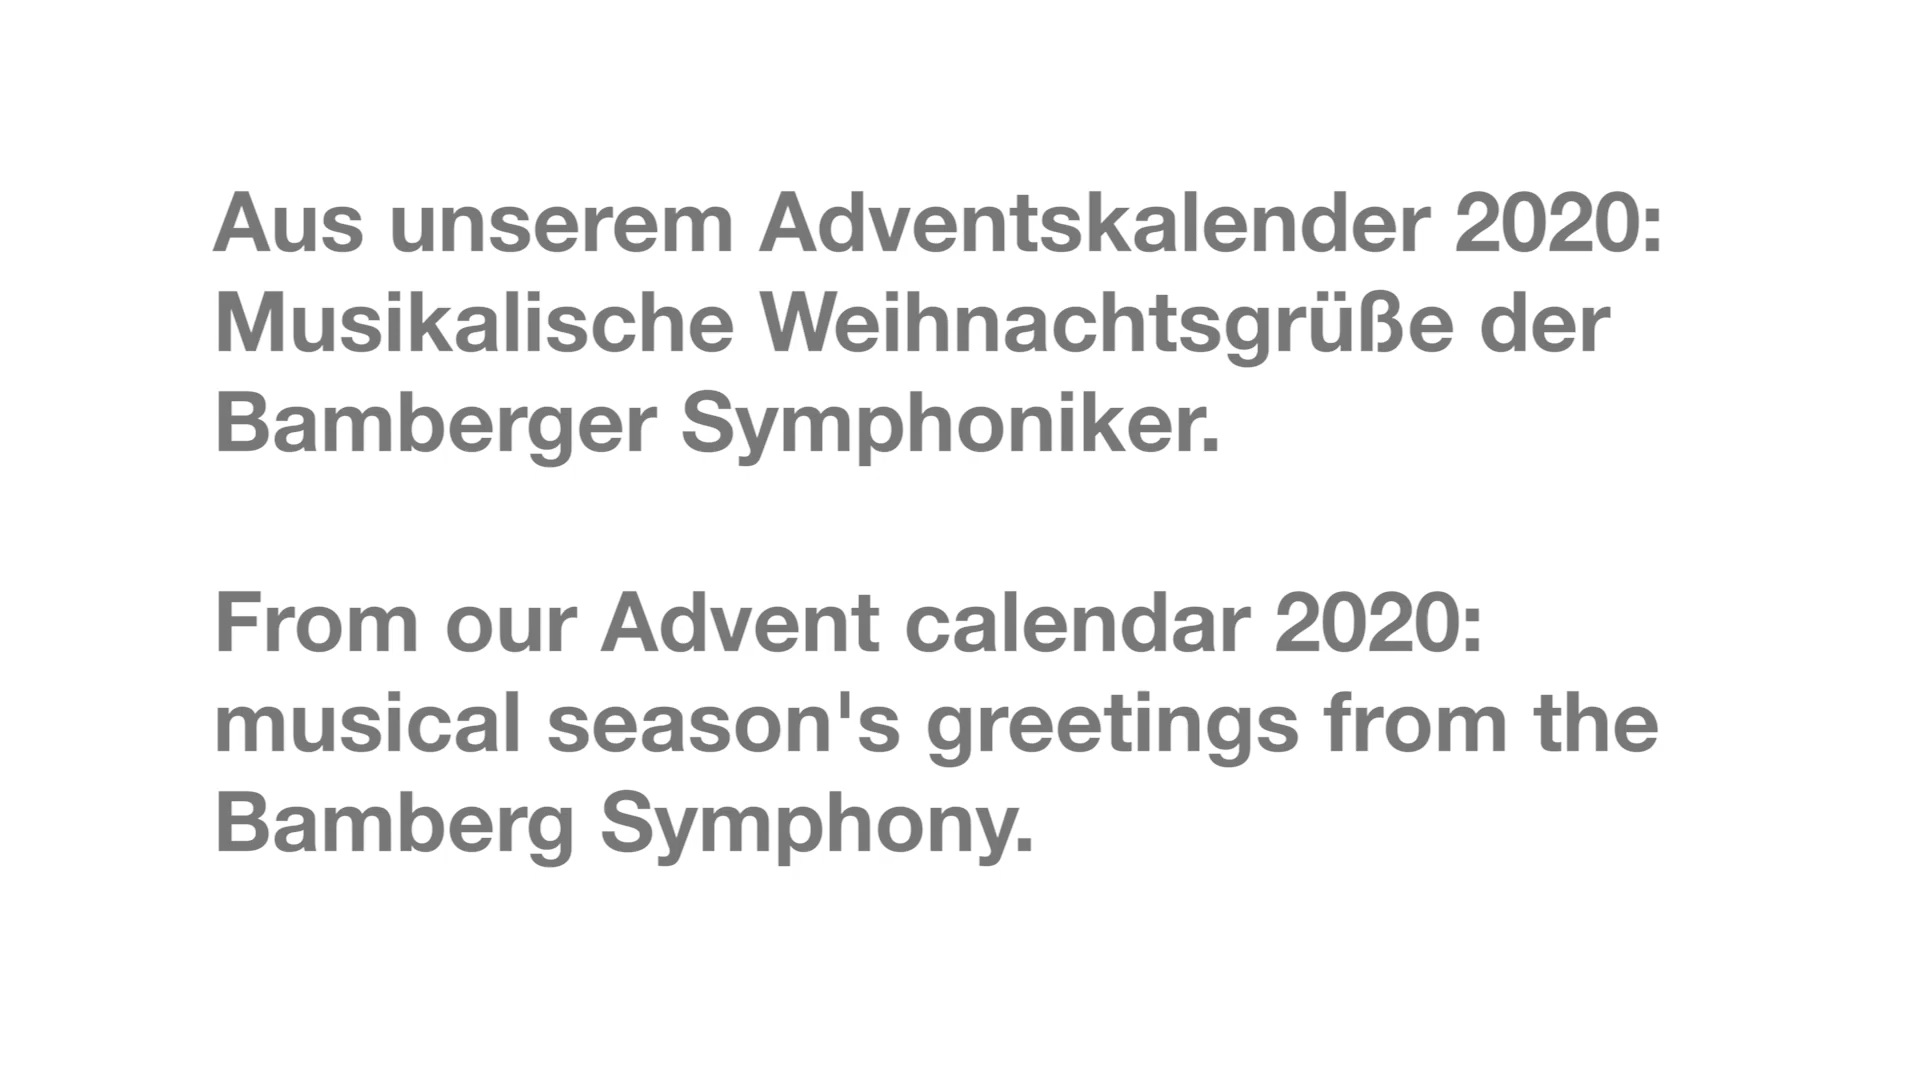 Aus unserem Adventskalender 2020:
Musikalische Weihnachtsgrüße der
Bamberger Symphoniker.
From our Advent calendar 2020:
musical season's greetings from the
Bamberg Symphony.